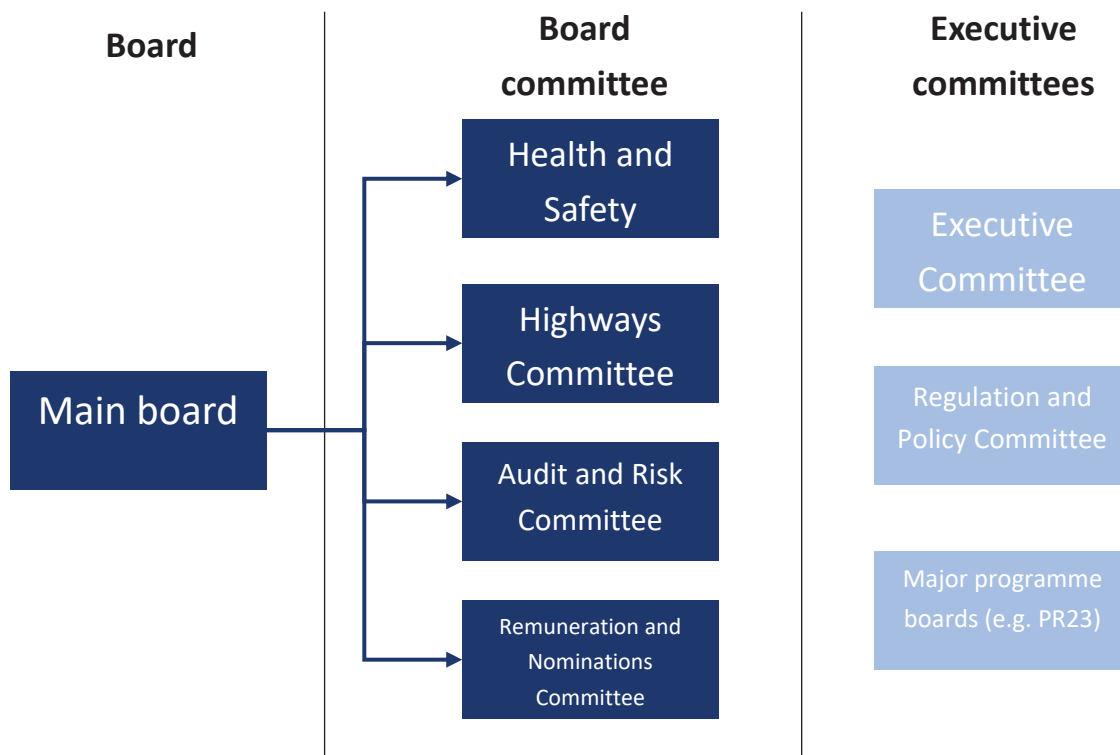 Board
Board
committee
Executive
committees
Main board
Health and
Safety
Highways
Committee
Audit and Risk
Committee
Remuneration and
Nominations
Committee
Executive
Committee
Regulation and
Policy Committee
Major programme
boards (e.g. PR23)